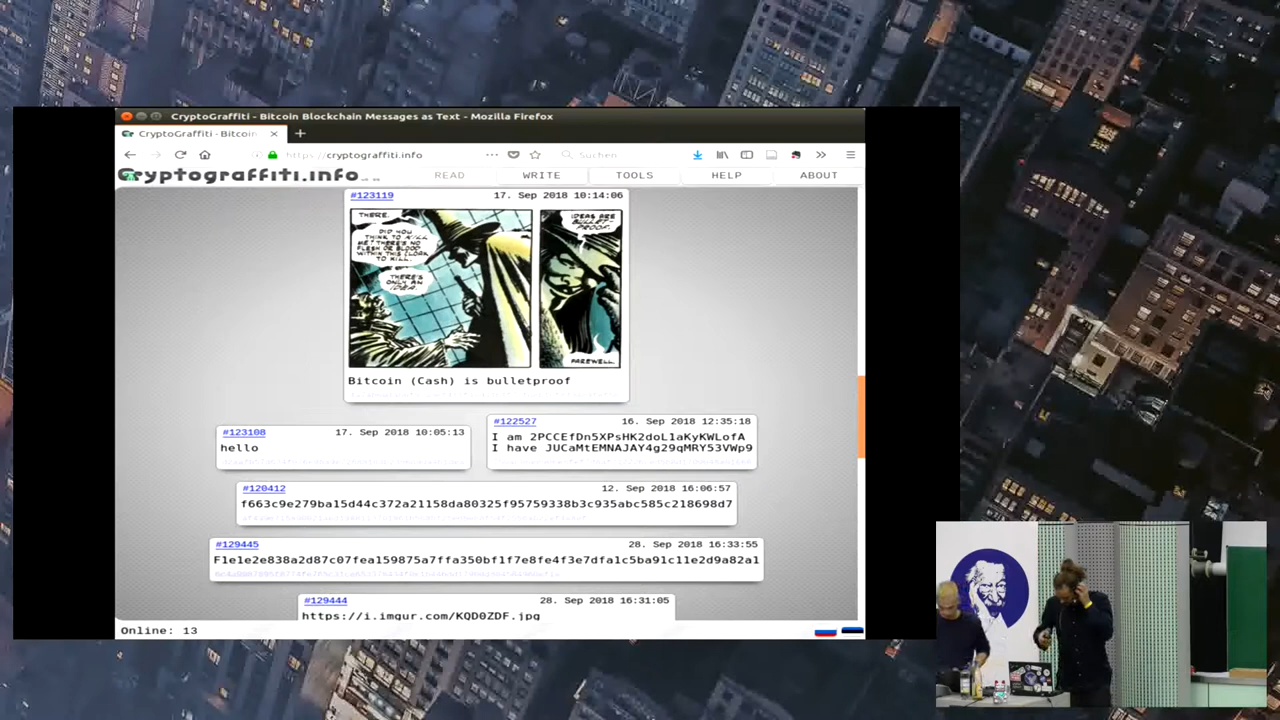 CryptoGraffiti - Bitcoin Blockchain Messages as Text - Mozilla Firefox
CryptoGraffiti - Bitcoin
https://cryptograffiti.info
Suchen
Cryptograffiti.info
READ
WRITE
TOOLS
HELP
ABOUT
#123119
17. Sep 2018 10:14:06
THERE.
DID YOU
THINK TO KILL
ME? THERE'S NO
FLESH OR BLOOD
WITHIN THIS CLOAK
TO KILL.
THERE'S
ONLY AN
IDEA.
IDEAS ARE
BULLET-
PROOF.
FAREWELL.
Bitcoin (Cash) is bulletproof
#123108
17. Sep 2018 10:05:13
hello
#122527
16. Sep 2018 12:35:18
I am 2PCCEfDn5XPsHK2doL1aKyKWLofA
I have JUCaMtEMNAJAY4g29qMRY53VWp9
#120412
12. Sep 2018 16:06:57
f663c9e279ba15d44c372a21158da80325f95759338b3c935abc585c218698d7
#129445
28. Sep 2018 16:33:55
F1e1e2e838a2d87c07fea159875a7ffa350bf1f7e8fe4f3e7dfa1c5ba91c11e2d9a82a1
#129444
28. Sep 2018 16:31:05
https://i.imgur.com/KQD0ZDF.jpg
Online: 13